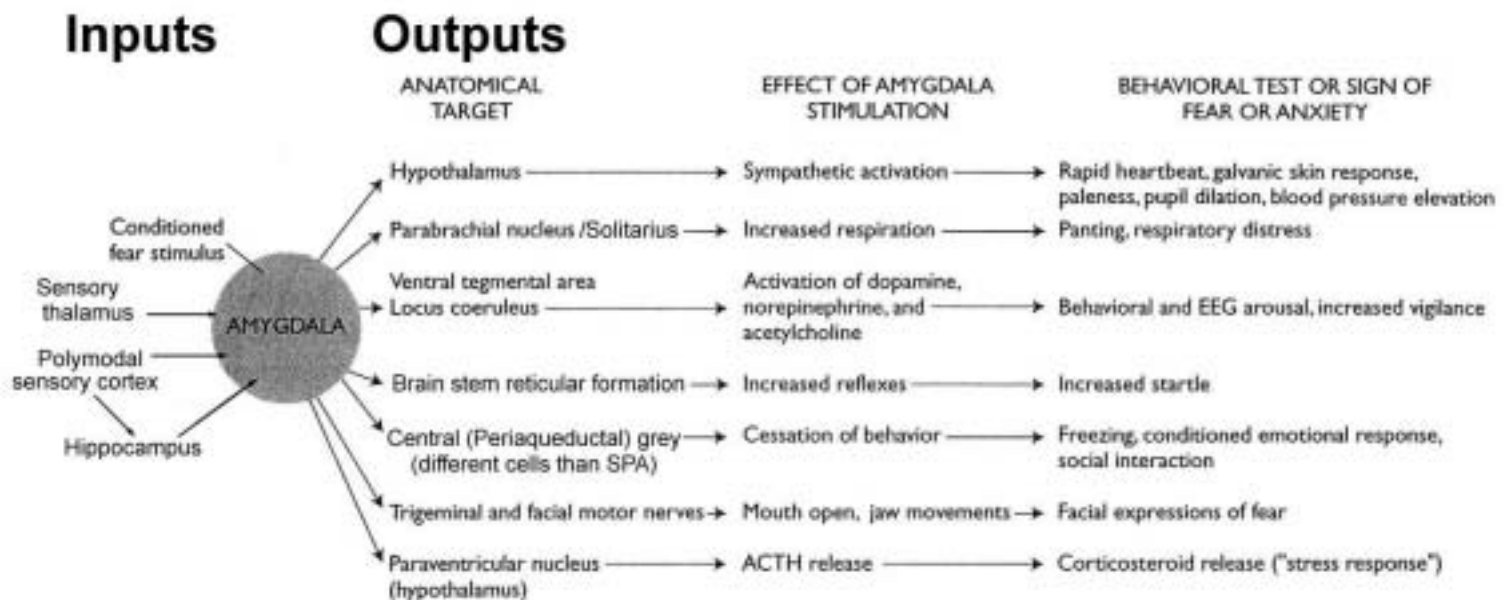 Inputs
Outputs
ANATOMICAL
TARGET
EFFECT OF AMYGDALA
STIMULATION
BEHAVIORAL TEST OR SIGN OF
FEAR OR ANXIETY
Conditioned
fear stimulus
Sensory
thalamus
Polymodal
sensory cortex
Hippocampus
AMYGDALA
Hypothalamus
Sympathetic activation
Rapid heartbeat, galvanic skin response,
paleness, pupil dilation, blood pressure elevation
Parabrachial nucleus /Solitarius
Increased respiration
Panting, respiratory distress
Ventral tegmental area
Locus coeruleus
Activation of dopamine,
norepinephrine, and
acetylcholine
Behavioral and EEG arousal, increased vigilance
Brain stem reticular formation
Increased reflexes
Increased startle
Central (Periaqueductal) grey
(different cells than SPA)
Cessation of behavior
Freezing, conditioned emotional response,
social interaction
Trigeminal and facial motor nerves
Mouth open, jaw movements
Facial expressions of fear
Paraventricular nucleus
(hypothalamus)
ACTH release
Corticosteroid release ("stress response")